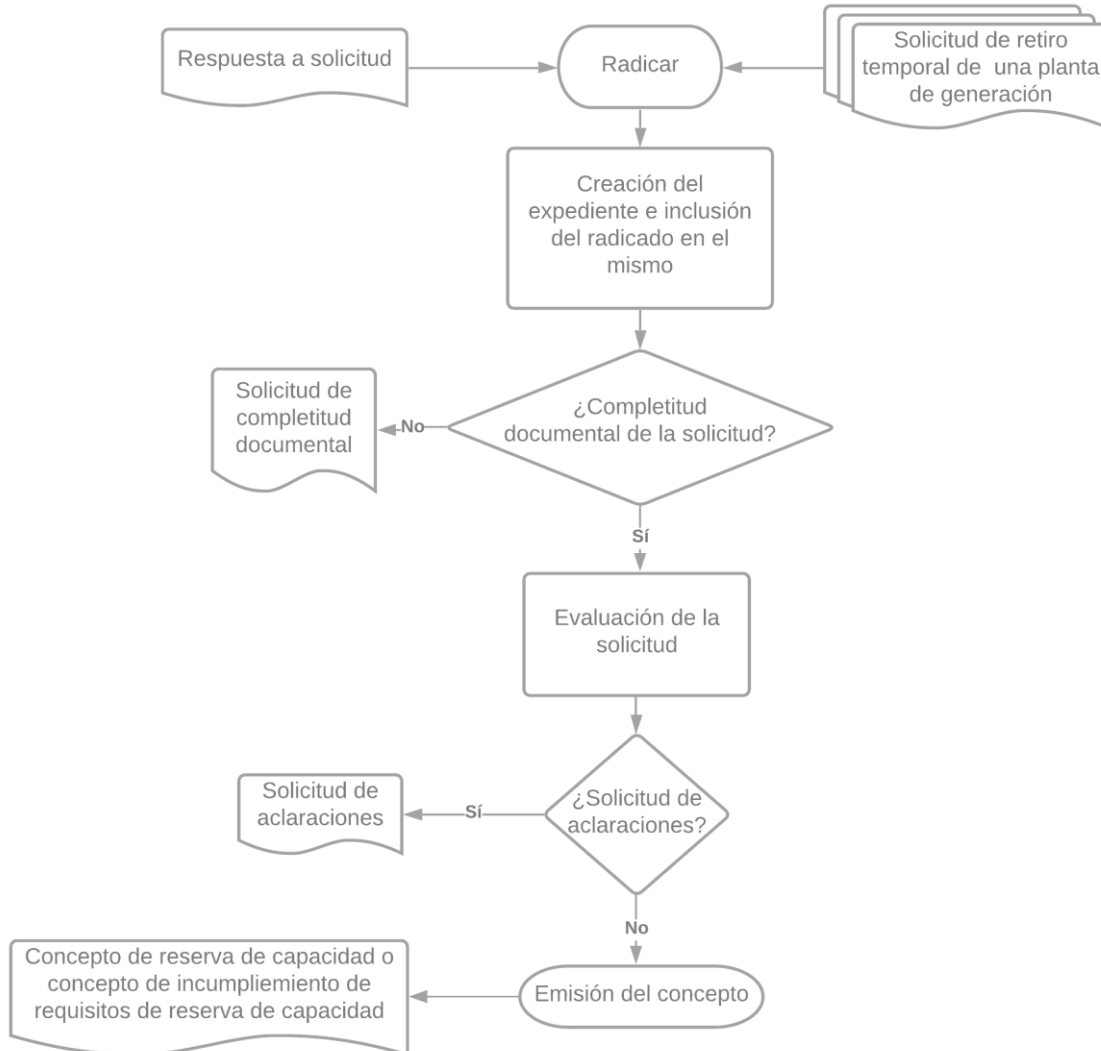 Respuesta a solicitud
Radicar
Solicitud de retiro
temporal de una planta
de generación
Creación del
expediente e inclusión
del radicado en el
mismo
Solicitud de
completitud
documental
No
¿Completitud
documental de la solicitud?
Sí
Evaluación de la
solicitud
Solicitud de
aclaraciones
Sí
¿Solicitud de
aclaraciones?
No
Concepto de reserva de capacidad o
concepto de incumpliemiento de
requisitos de reserva de capacidad
Emisión del concepto